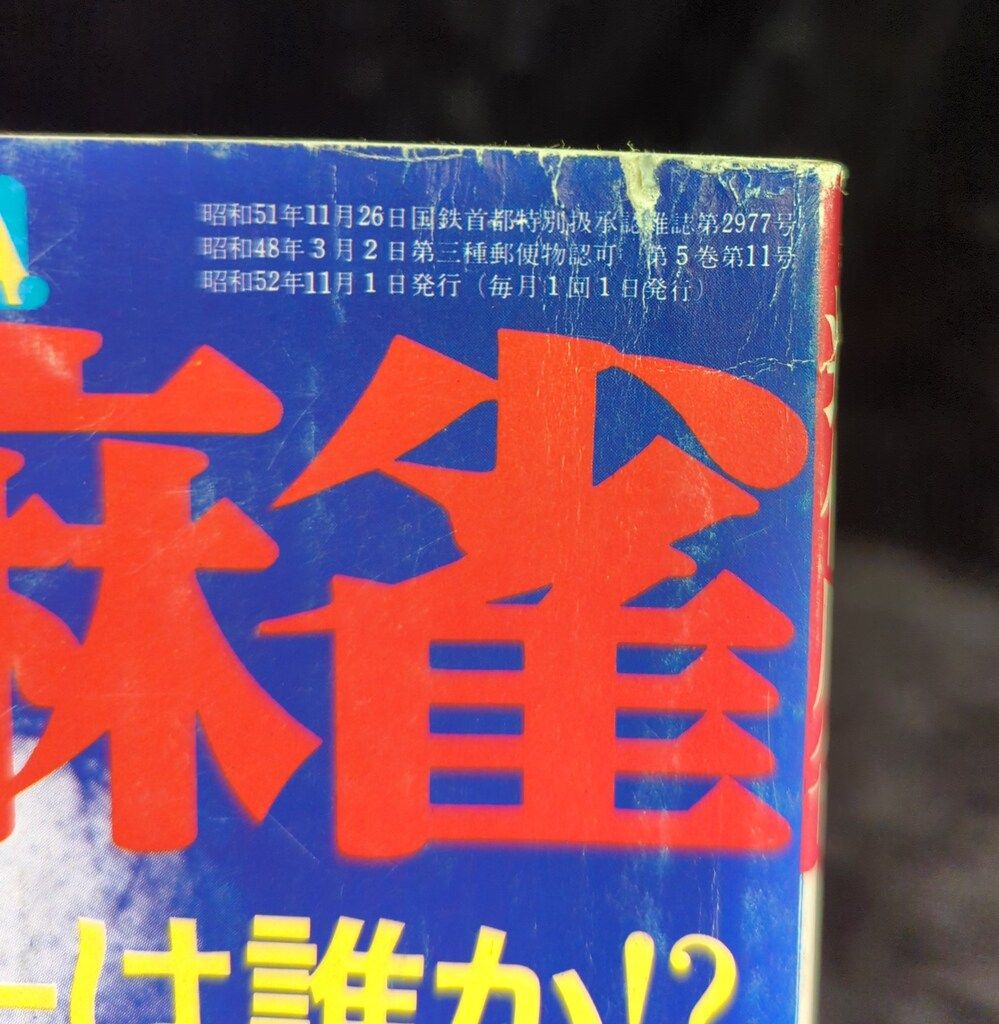 昭和51年11月26日国鉄首都特別扱承認雑誌第2977号
昭和48年3月2日第三種郵便物認可 第5巻第11号
昭和52年11月1日発行(毎月1回1日発行)
麻雀
ーは誰か!?